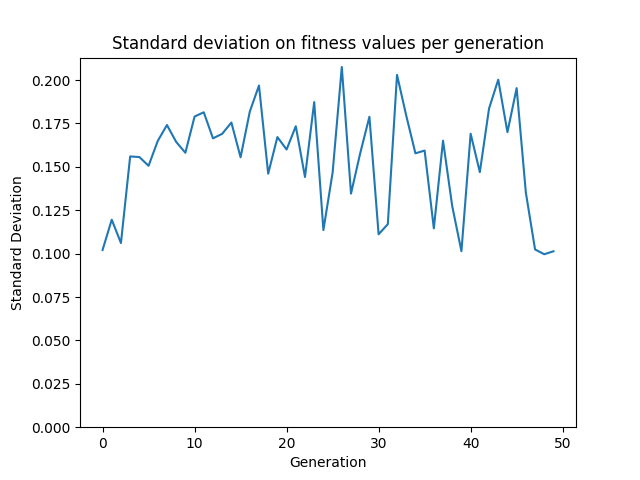 Standard deviation on fitness values per generation
0.200
0.175
0.150
0.125
0.100
0.075
0.050
0.025
0.000
Standard Deviation
0 10 20 30 40 50
Generation